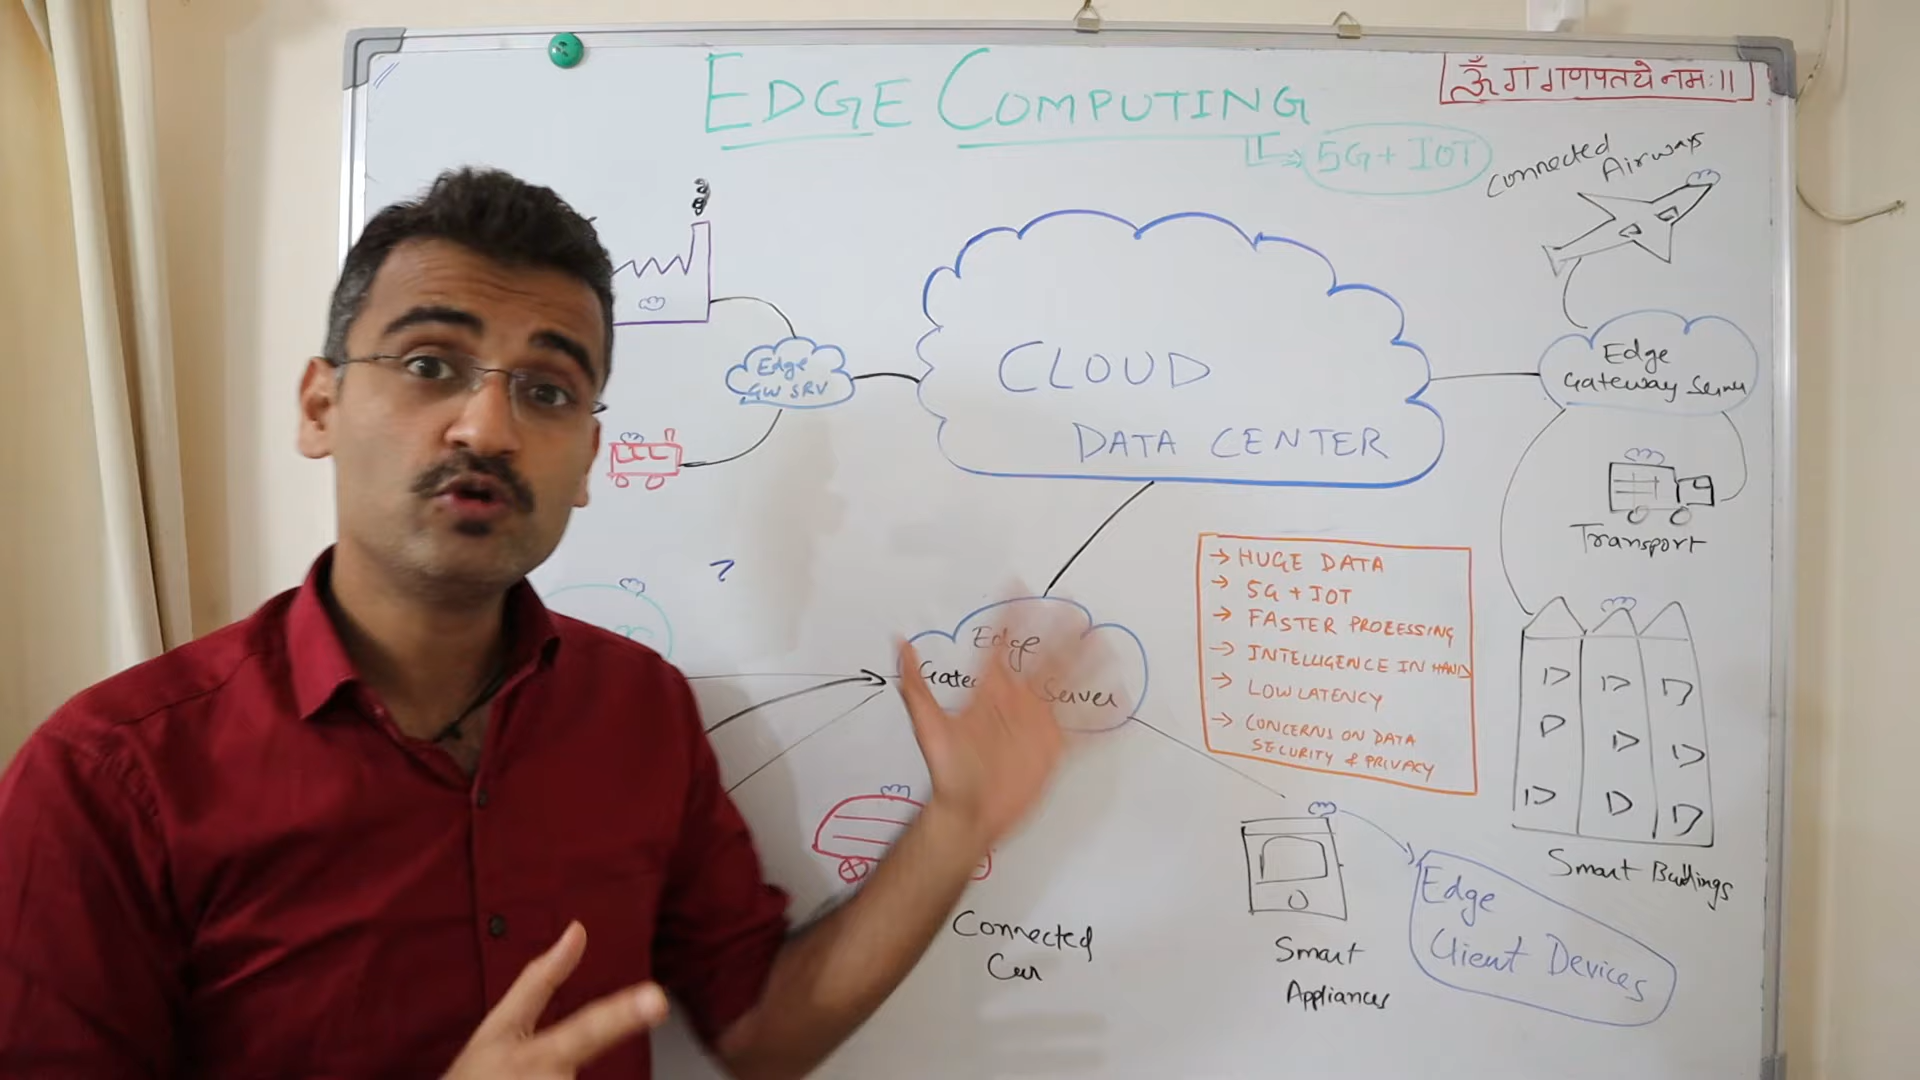 EDGE COMPUTING
ॐ गं गणपतये नमः॥
5G + IOT
Connected
Airways
Edge
GW SRV
CLOUD
DATA CENTER
Edge
Gateway
Transport
→ HUGE DATA
→ 5G + IOT
→ FASTER PROCESSING
→ INTELLIGENCE IN HAND
→ LOW LATENCY
→ CONCERNS ON DATA
SECURITY & PRIVACY
?
Edge
Server
Smart Buildings
Connected
Car
Smart
Appliances
Edge
Client Devices